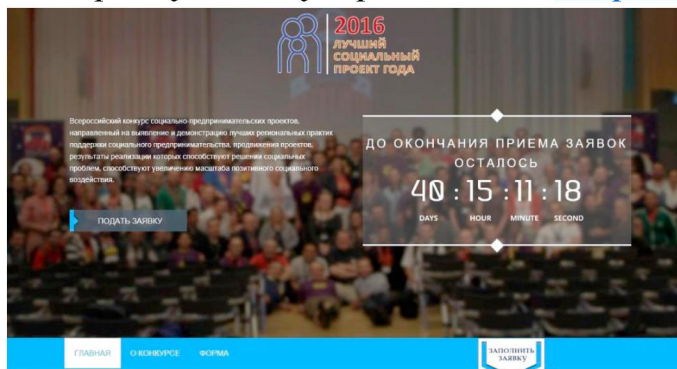 2016
ЛУЧШИЙ
СОЦИАЛЬНЫЙ
ПРОЕКТ ГОДА
Всероссийский конкурс социально-предпринимательских проектов,
направленный на выявление и демонстрацию лучших региональных практик
поддержки социального предпринимательства, продвижения проектов,
результаты реализации которых способствуют решении социальных
проблем, способствуют увеличению масштаба позитивного социального
воздействия.
ПОДАТЬ ЗАЯВКУ
ДО ОКОНЧАНИЯ ПРИЕМА ЗАЯВОК
ОСТАЛОСЬ
40 : 15 : 11 : 18
DAYS HOUR MINUTE SECOND
ГЛАВНАЯ О КОНКУРСЕ ФОРМА
ЗАПОЛНИТЬ
ЗАЯВКУ